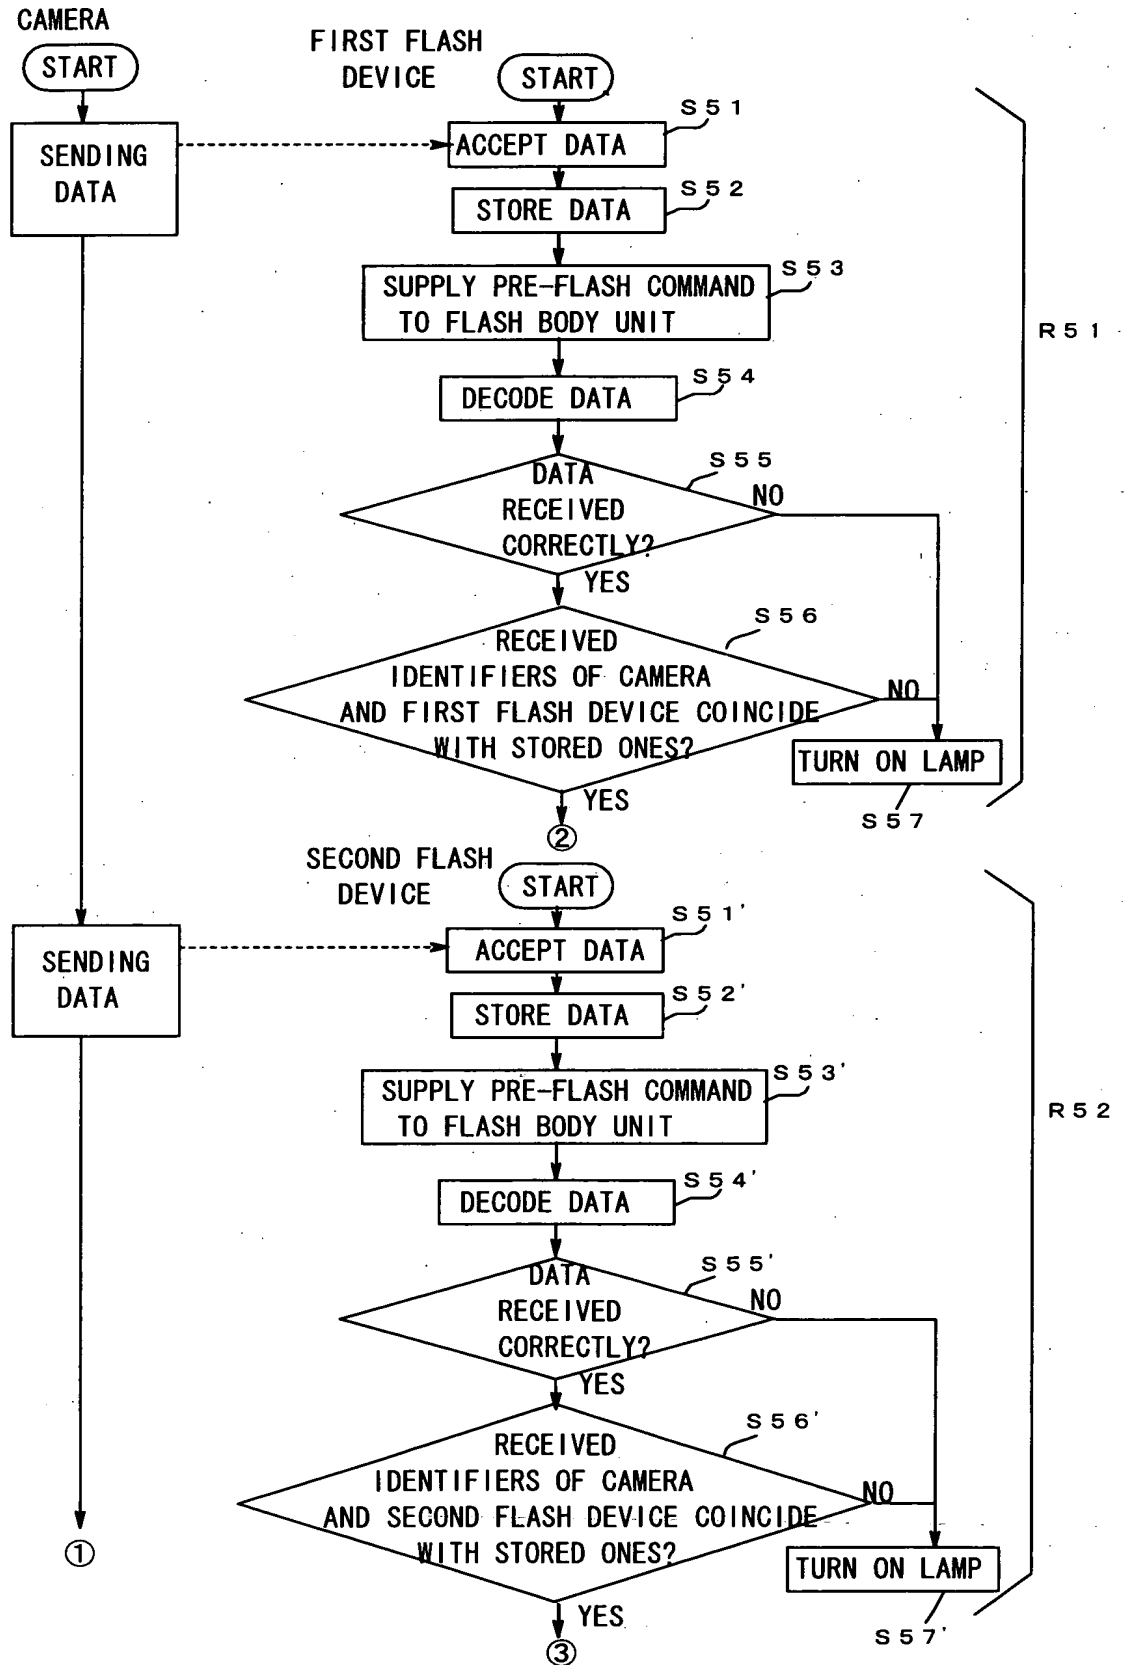 CAMERA
START
FIRST FLASH
DEVICE
START
SENDING
DATA
S51
ACCEPT DATA
S52
STORE DATA
S53
SUPPLY PRE-FLASH COMMAND
TO FLASH BODY UNIT
R51
S54
DECODE DATA
S55
DATA
RECEIVED
CORRECTLY?
NO
YES
S56
RECEIVED
IDENTIFIERS OF CAMERA
AND FIRST FLASH DEVICE COINCIDE
WITH STORED ONES?
NO
TURN ON LAMP
S57
YES
②
SECOND FLASH
DEVICE
START
SENDING
DATA
S51'
ACCEPT DATA
S52'
STORE DATA
S53'
SUPPLY PRE-FLASH COMMAND
TO FLASH BODY UNIT
R52
S54'
DECODE DATA
S55'
DATA
RECEIVED
CORRECTLY?
NO
YES
S56'
RECEIVED
IDENTIFIERS OF CAMERA
AND SECOND FLASH DEVICE COINCIDE
WITH STORED ONES?
NO
①
TURN ON LAMP
S57'
YES
③